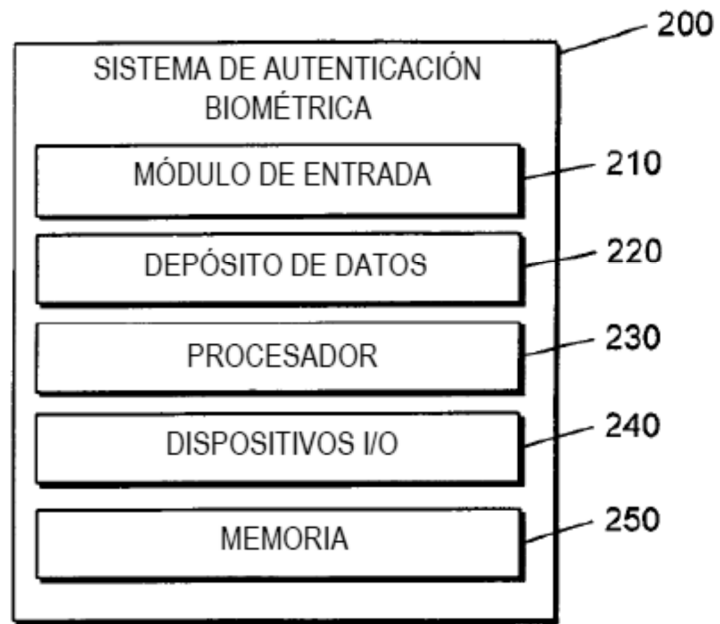 200
SISTEMA DE AUTENTICACIÓN
BIOMÉTRICA
MÓDULO DE ENTRADA
210
DEPÓSITO DE DATOS
220
PROCESADOR
230
DISPOSITIVOS I/O
240
MEMORIA
250